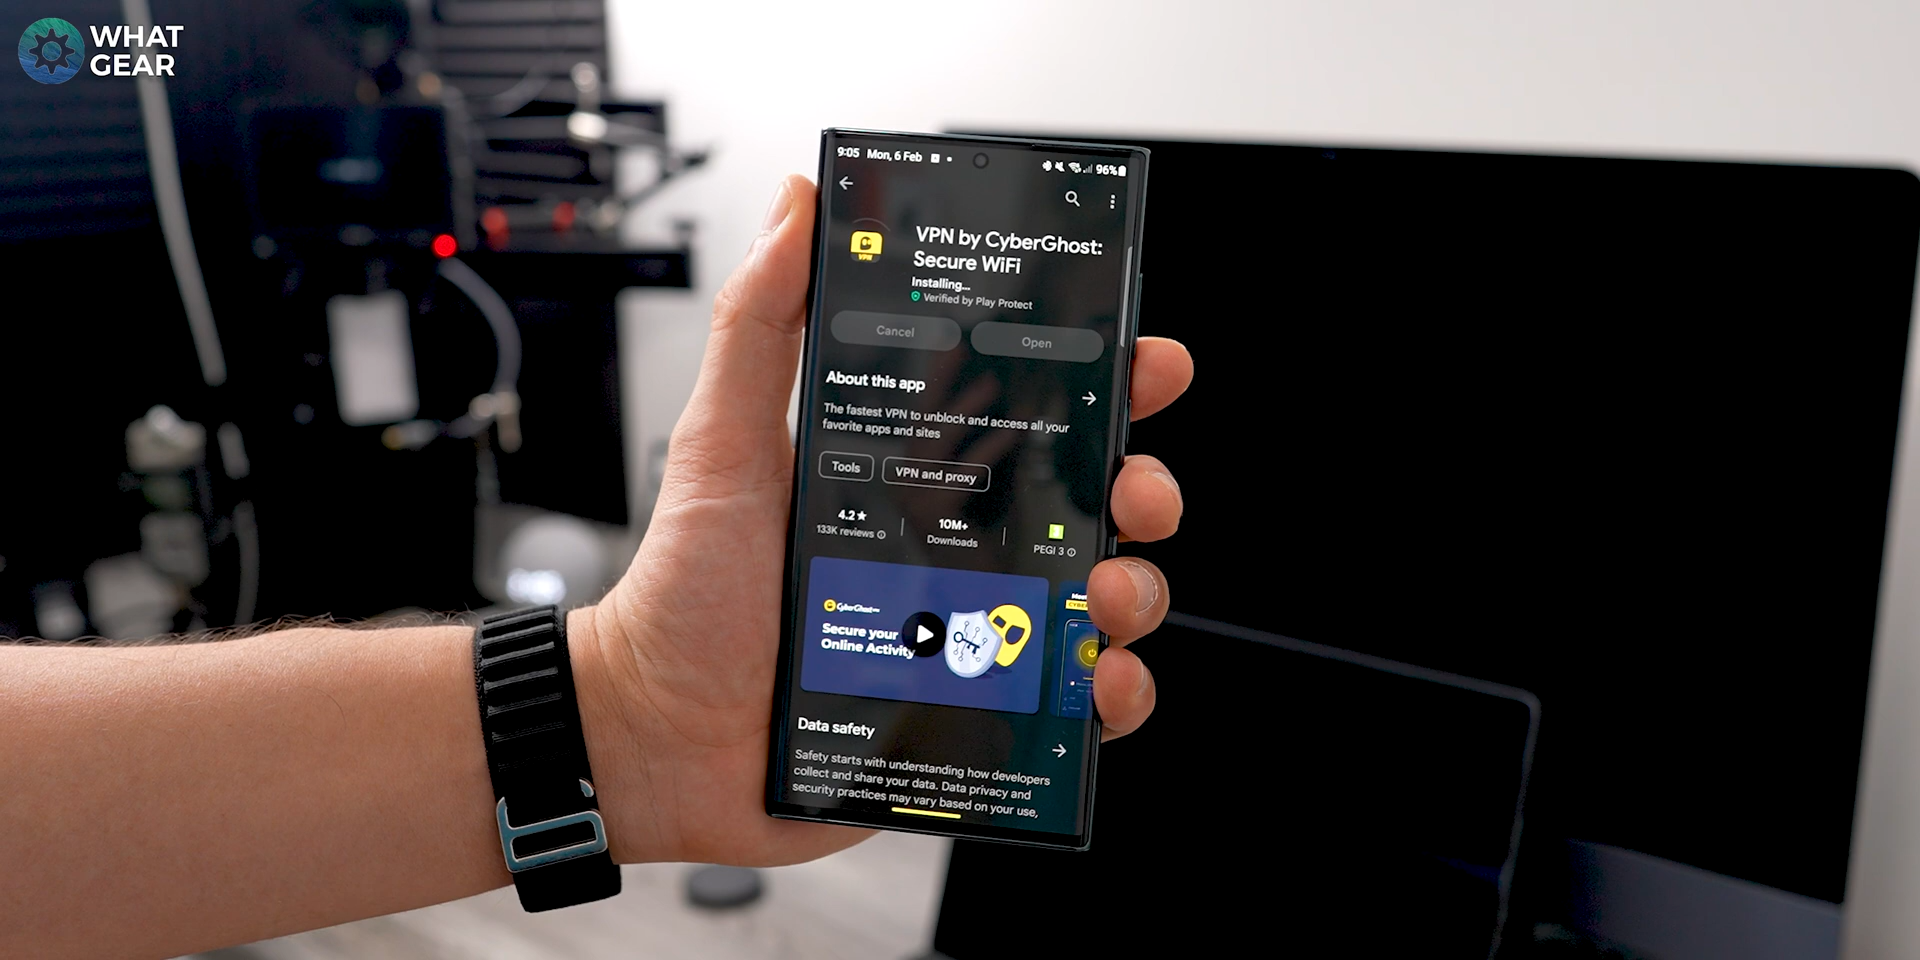 WHAT
GEAR
9:05 Mon, 6 Feb
96%
VPN by CyberGhost:
Secure WiFi
Installing...
Verified by Play Protect
Cancel
Open
About this app
The fastest VPN to unblock and access all your
favorite apps and sites
Tools
VPN and proxy
4.2★
133K reviews
10M+
Downloads
3
PEGI 3
CyberGhost
Secure your
Online Activity
VPN
Data safety
Safety starts with understanding how developers
collect and share your data. Data privacy and
security practices may vary based on your use,